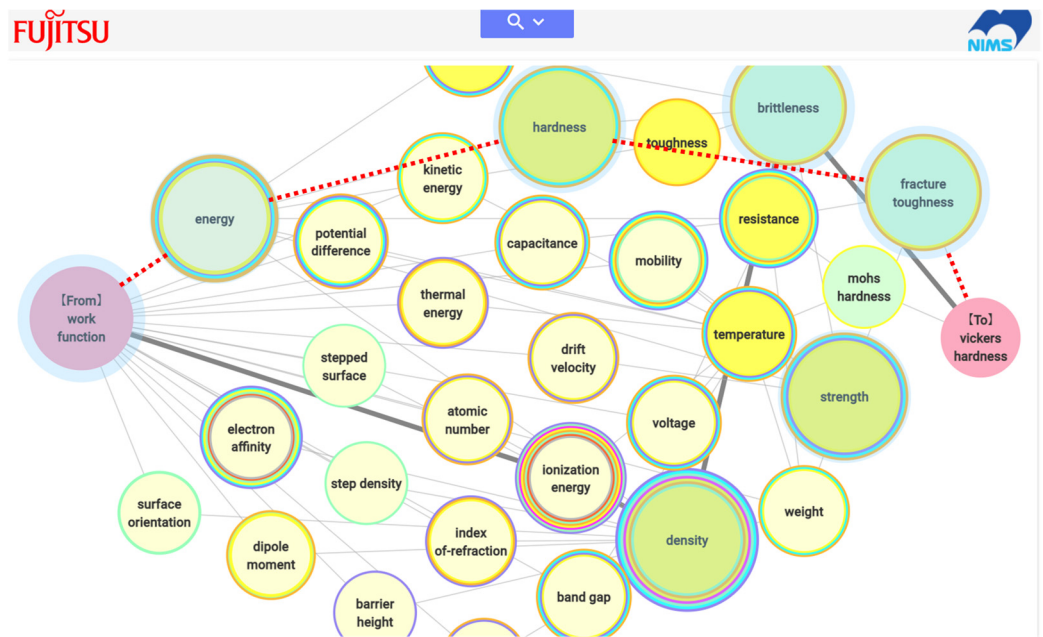 FUJITSU
NIMS
hardness
brittleness
toughness
kinetic
energy
fracture
toughness
energy
potential
difference
capacitance
mobility
resistance
mohs
hardness
【From】
work
function
thermal
energy
【To】
vickers
hardness
temperature
stepped
surface
drift
velocity
strength
atomic
number
voltage
electron
affinity
ionization
energy
step density
surface
orientation
weight
index
of-refraction
density
dipole
moment
band gap
barrier
height